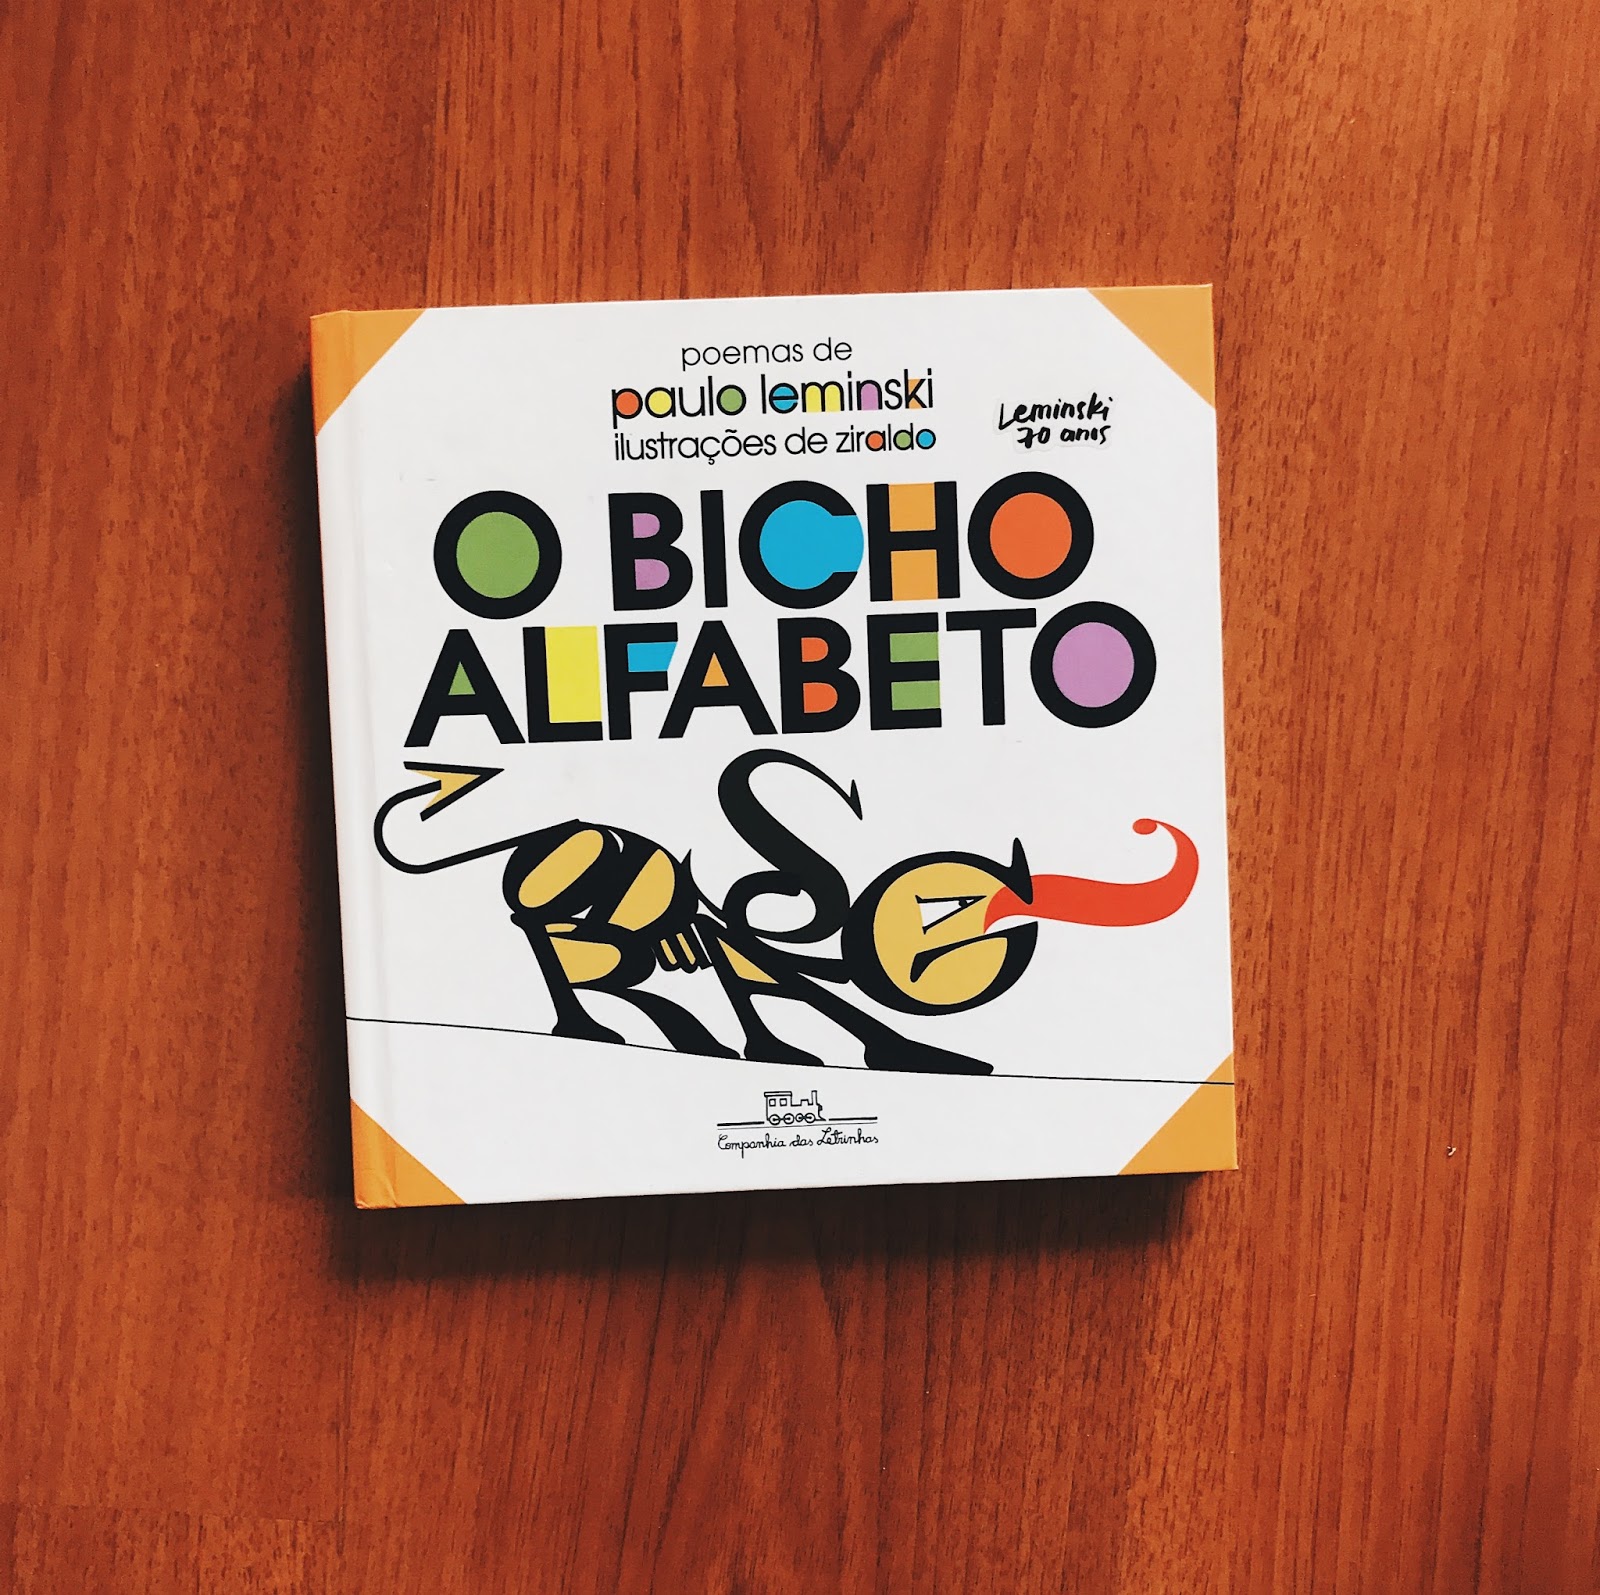 poemas de
paulo leminski
ilustrações de ziraldo
Leminski
70 anos
O BICHO
ALFABETO
Companhia das Letrinhas